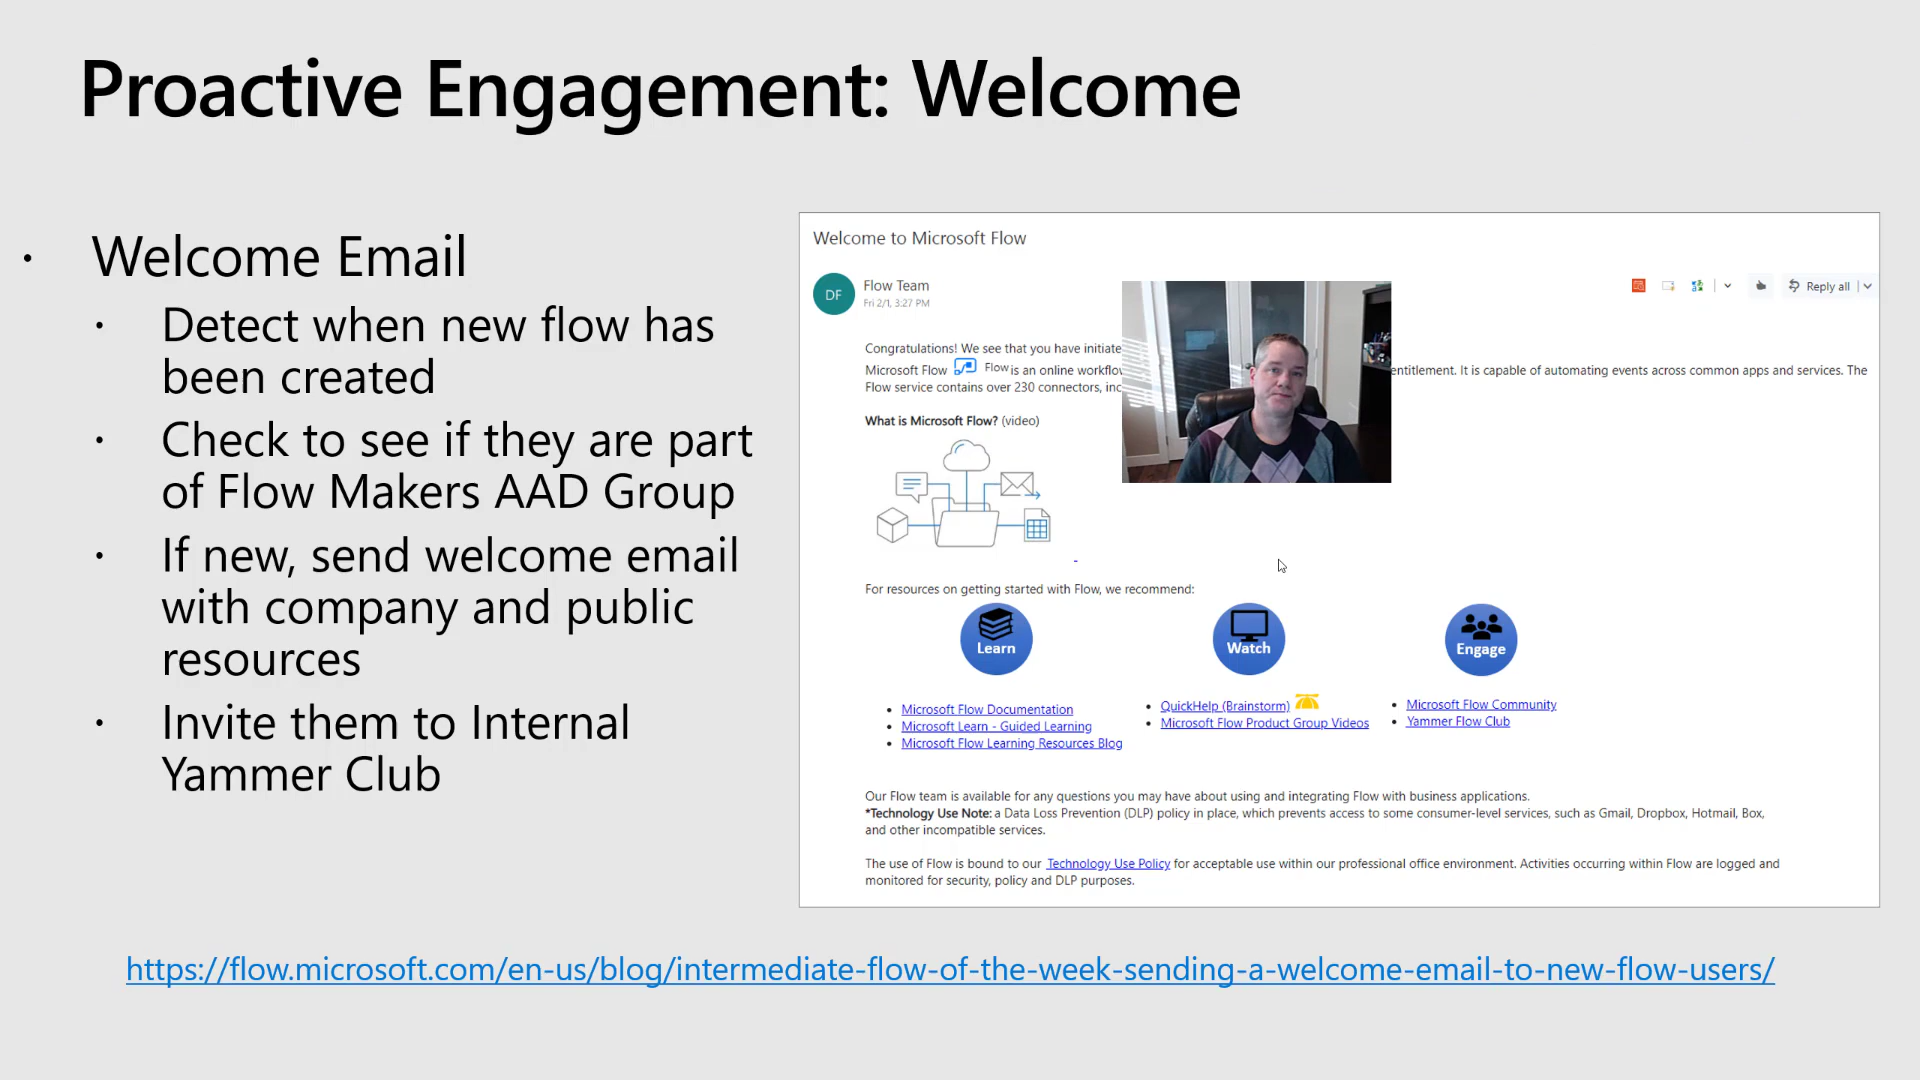 Proactive Engagement: Welcome
Welcome Email
Detect when new flow has
been created
Check to see if they are part
of Flow Makers AAD Group
If new, send welcome email
with company and public
resources
Invite them to Internal
Yammer Club
Welcome to Microsoft Flow
DF
Flow Team
Fri 2/1, 3:27 PM
Reply all
Congratulations! We see that you have initiate
Microsoft Flow Flow is an online workflow entitlement. It is capable of automating events across common apps and services. The
Flow service contains over 230 connectors, inc
What is Microsoft Flow? (video)
For resources on getting started with Flow, we recommend:
Learn
Watch
Engage
Microsoft Flow Documentation
Microsoft Learn - Guided Learning
Microsoft Flow Learning Resources Blog
QuickHelp (Brainstorm)
Microsoft Flow Product Group Videos
Microsoft Flow Community
Yammer Flow Club
Our Flow team is available for any questions you may have about using and integrating Flow with business applications.
*Technology Use Note: a Data Loss Prevention (DLP) policy in place, which prevents access to some consumer-level services, such as Gmail, Dropbox, Hotmail, Box,
and other incompatible services.
The use of Flow is bound to our Technology Use Policy for acceptable use within our professional office environment. Activities occurring within Flow are logged and
monitored for security, policy and DLP purposes.
https://flow.microsoft.com/en-us/blog/intermediate-flow-of-the-week-sending-a-welcome-email-to-new-flow-users/